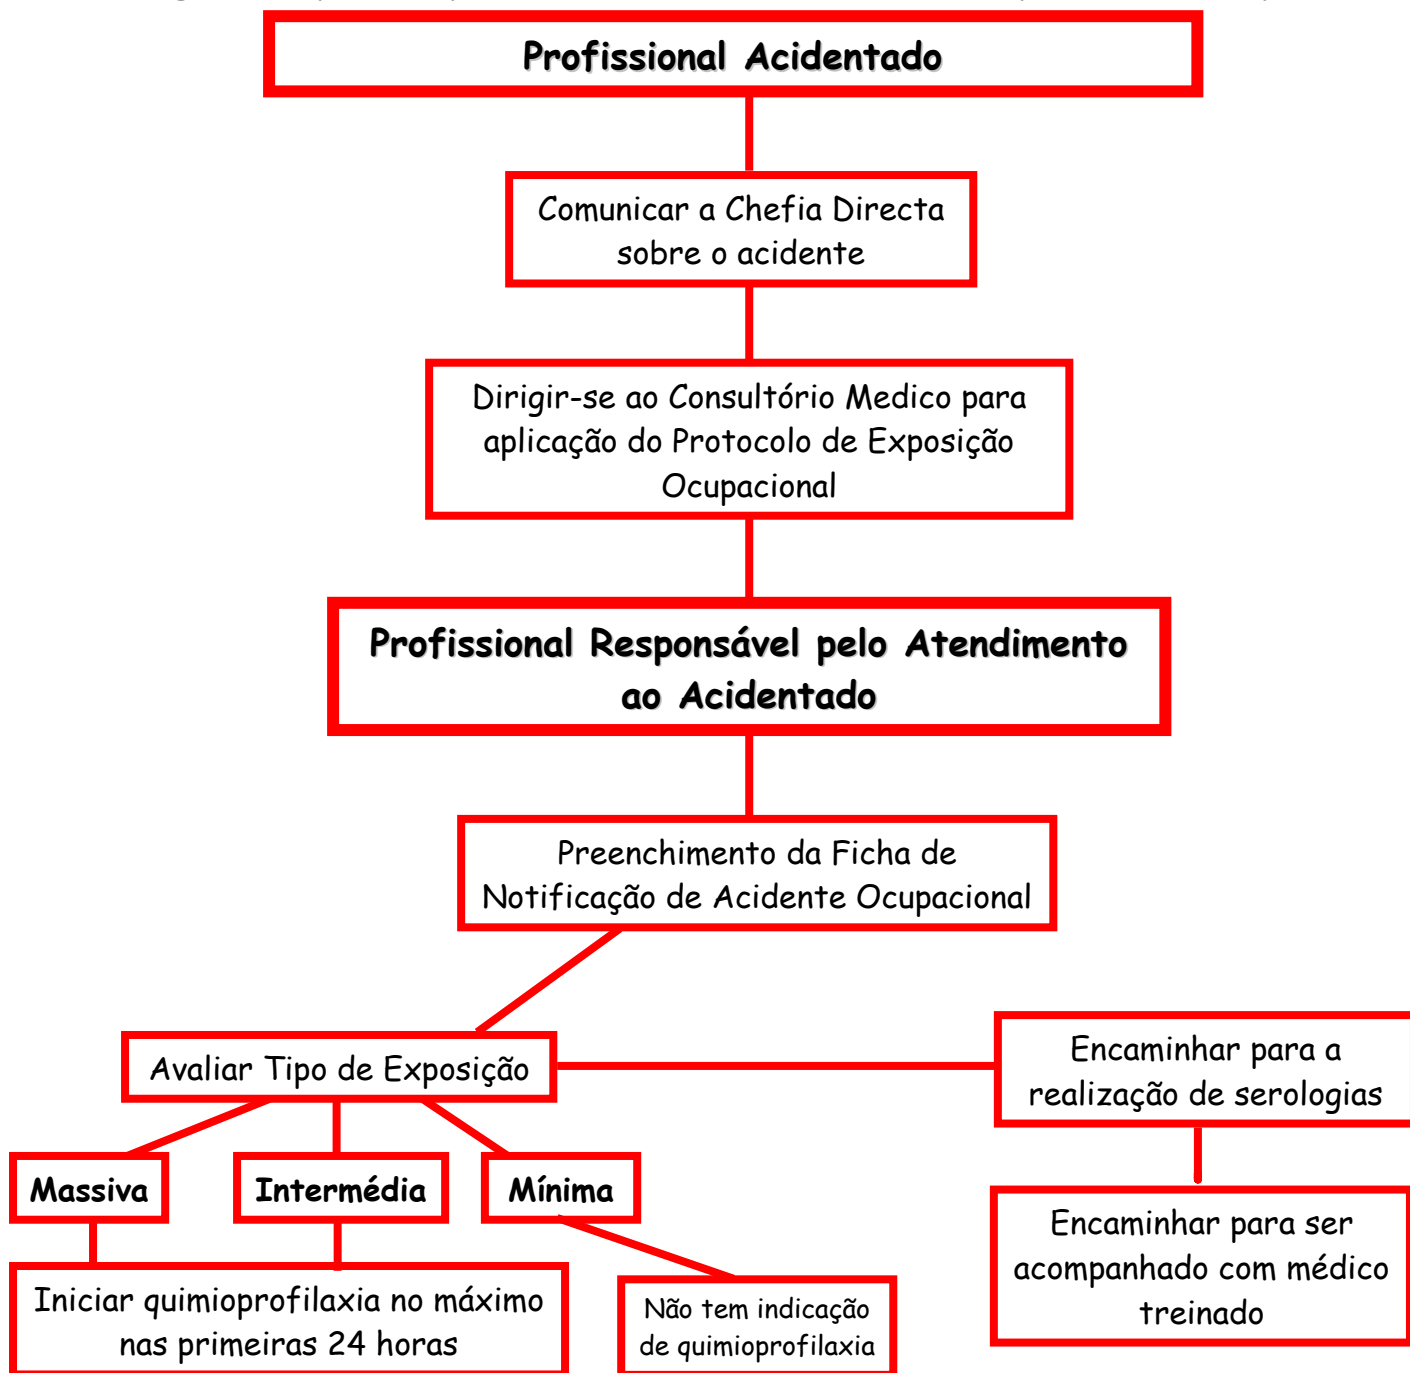 Profissional Acidentado
Comunicar a Chefia Directa
sobre o acidente
Dirigir-se ao Consultório Medico para
aplicação do Protocolo de Exposição
Ocupacional
Profissional Responsável pelo Atendimento
ao Acidentado
Preenchimento da Ficha de
Notificação de Acidente Ocupacional
Avaliar Tipo de Exposição
Encaminhar para a
realização de serologias
Massiva
Intermédia
Mínima
Encaminhar para ser
acompanhado com médico
treinado
Iniciar quimioprofilaxia no máximo
nas primeiras 24 horas
Não tem indicação
de quimioprofilaxia